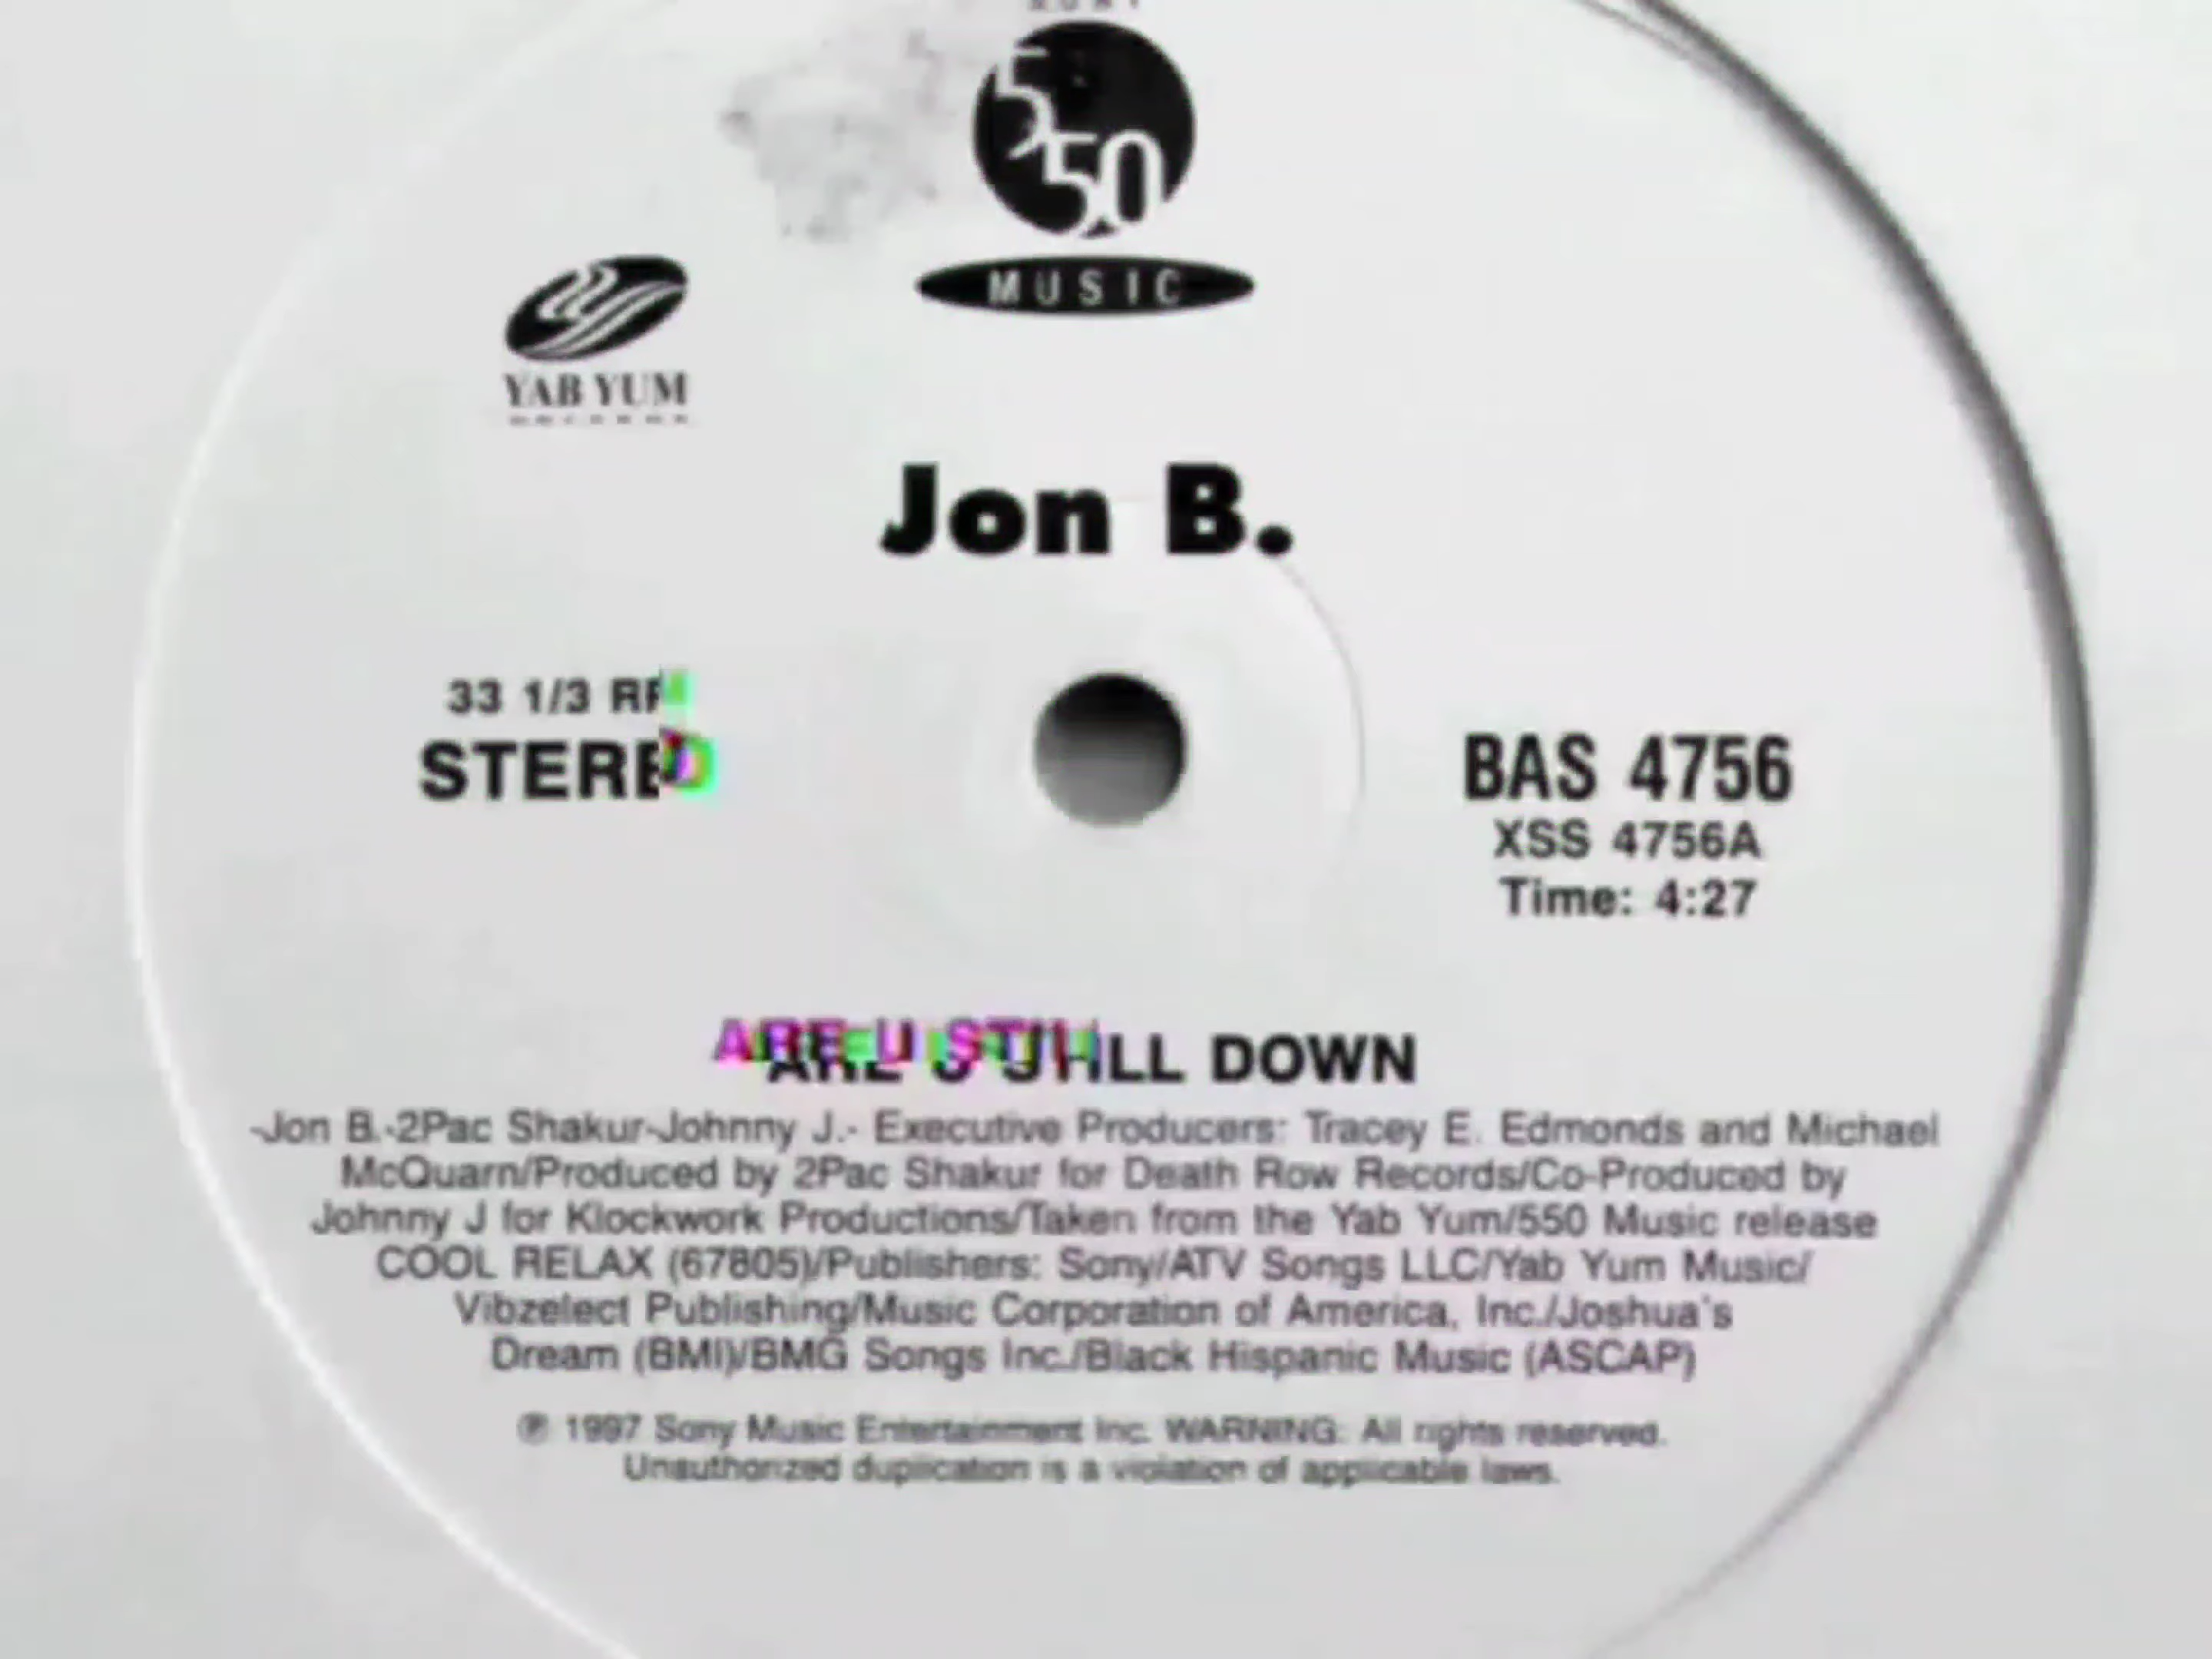 SONY
550
MUSIC
YAB YUM
RECORDS
Jon B.
33 1/3 RPM
STEREO
BAS 4756
XSS 4756A
Time: 4:27
ARE U STILL DOWN
-Jon B.-2Pac Shakur-Johnny J.- Executive Producers: Tracey E. Edmonds and Michael
McQuarn/Produced by 2Pac Shakur for Death Row Records/Co-Produced by
Johnny J for Klockwork Productions/Taken from the Yab Yum/550 Music release
COOL RELAX (67805)/Publishers: Sony/ATV Songs LLC/Yab Yum Music/
Vibzelect Publishing/Music Corporation of America, Inc./Joshua's
Dream (BMI)/BMG Songs Inc./Black Hispanic Music (ASCAP)
℗ 1997 Sony Music Entertainment Inc. WARNING: All rights reserved.
Unauthorized duplication is a violation of applicable laws.